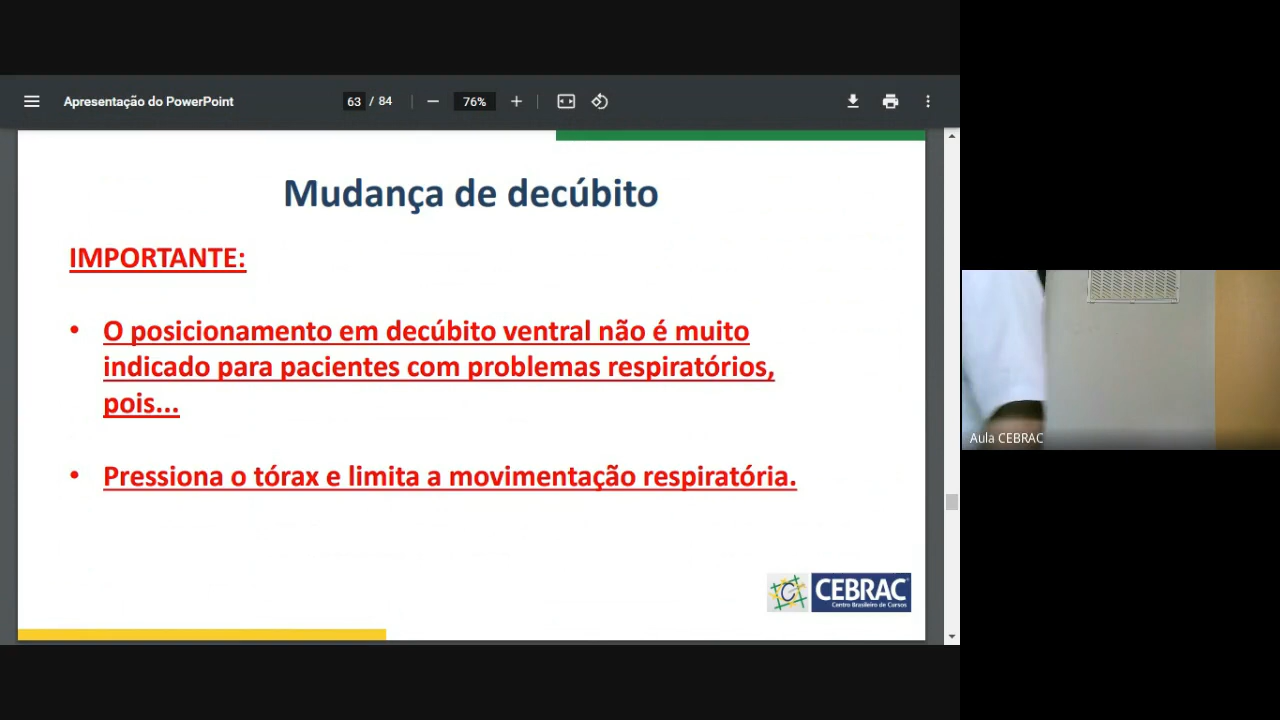 Apresentação do PowerPoint
63 / 84
76%
Mudança de decúbito
IMPORTANTE:
• O posicionamento em decúbito ventral não é muito
indicado para pacientes com problemas respiratórios,
pois...
• Pressiona o tórax e limita a movimentação respiratória.
C
CEBRAC
Centro Brasileiro de Cursos
Aula CEBRAC